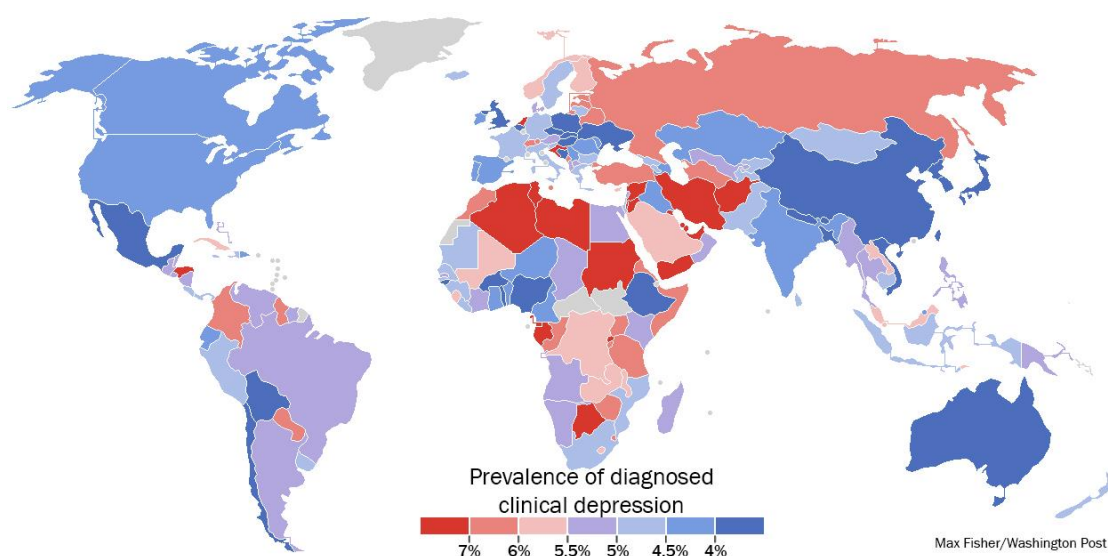 Prevalence of diagnosed
clinical depression
7% 6% 5.5% 5% 4.5% 4%
Max Fisher/Washington Post